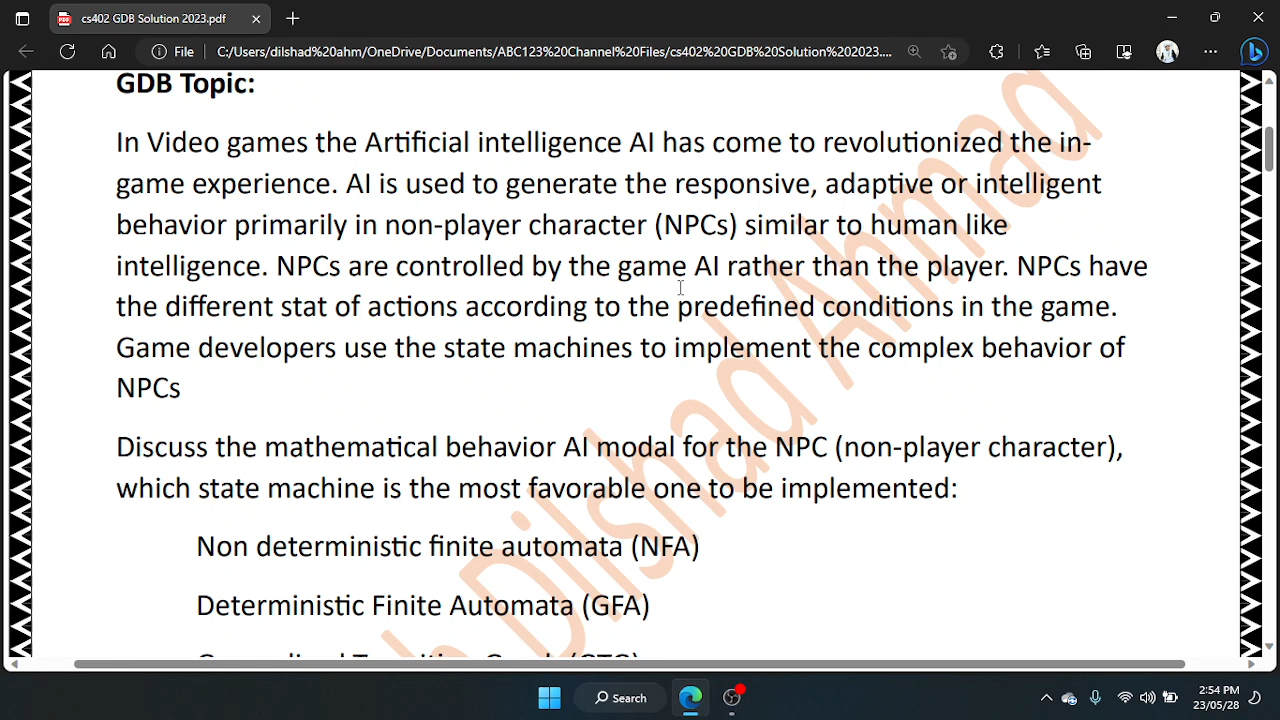 cs402 GDB Solution 2023.pdf
File
C:/Users/dilshad%20ahm/OneDrive/Documents/ABC123%20Channel%20Files/cs402%20GDB%20Solution%202023....
GDB Topic:
In Video games the Artificial intelligence AI has come to revolutionized the in-
game experience. AI is used to generate the responsive, adaptive or intelligent
behavior primarily in non-player character (NPCs) similar to human like
intelligence. NPCs are controlled by the game AI rather than the player. NPCs have
the different stat of actions according to the predefined conditions in the game.
Game developers use the state machines to implement the complex behavior of
NPCs
Discuss the mathematical behavior AI modal for the NPC (non-player character),
which state machine is the most favorable one to be implemented:
Non deterministic finite automata (NFA)
Deterministic Finite Automata (GFA)
Dilshad Ahmad
Search
2:54 PM
23/05/28